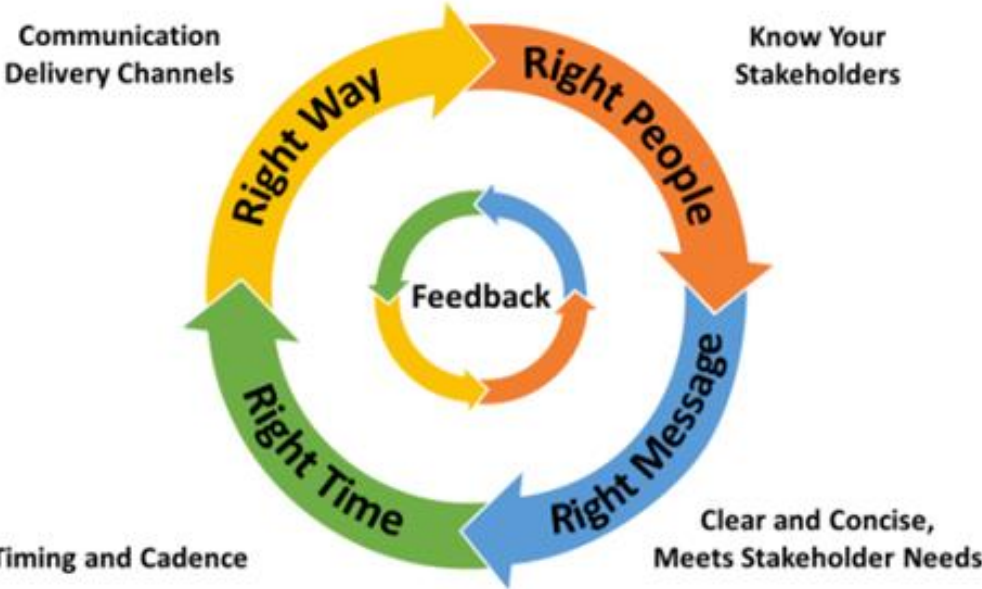 Communication
Delivery Channels
Know Your
Stakeholders
Right Way
Right People
Feedback
Right Message
Right Time
Clear and Concise,
Meets Stakeholder Needs
Timing and Cadence